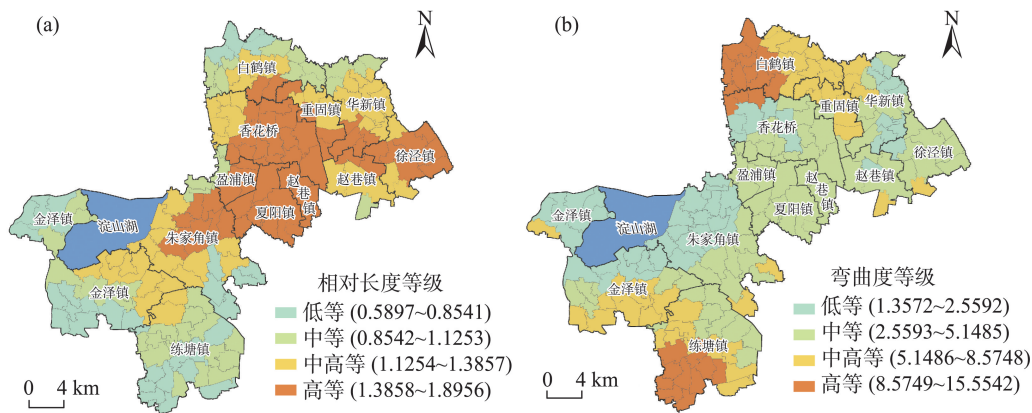 (a)
N
白鹤镇
重固镇
华新镇
香花桥
徐泾镇
盈浦镇
赵巷镇
赵巷镇
夏阳镇
金泽镇
淀山湖
朱家角镇
金泽镇
练塘镇
相对长度等级
低等 (0.5897~0.8541)
中等 (0.8542~1.1253)
中高等 (1.1254~1.3857)
高等 (1.3858~1.8956)
0 4 km
(b)
N
白鹤镇
重固镇
华新镇
香花桥
徐泾镇
盈浦镇
赵巷镇
赵巷镇
夏阳镇
金泽镇
淀山湖
朱家角镇
金泽镇
练塘镇
弯曲度等级
低等 (1.3572~2.5592)
中等 (2.5593~5.1485)
中高等 (5.1486~8.5748)
高等 (8.5749~15.5542)
0 4 km